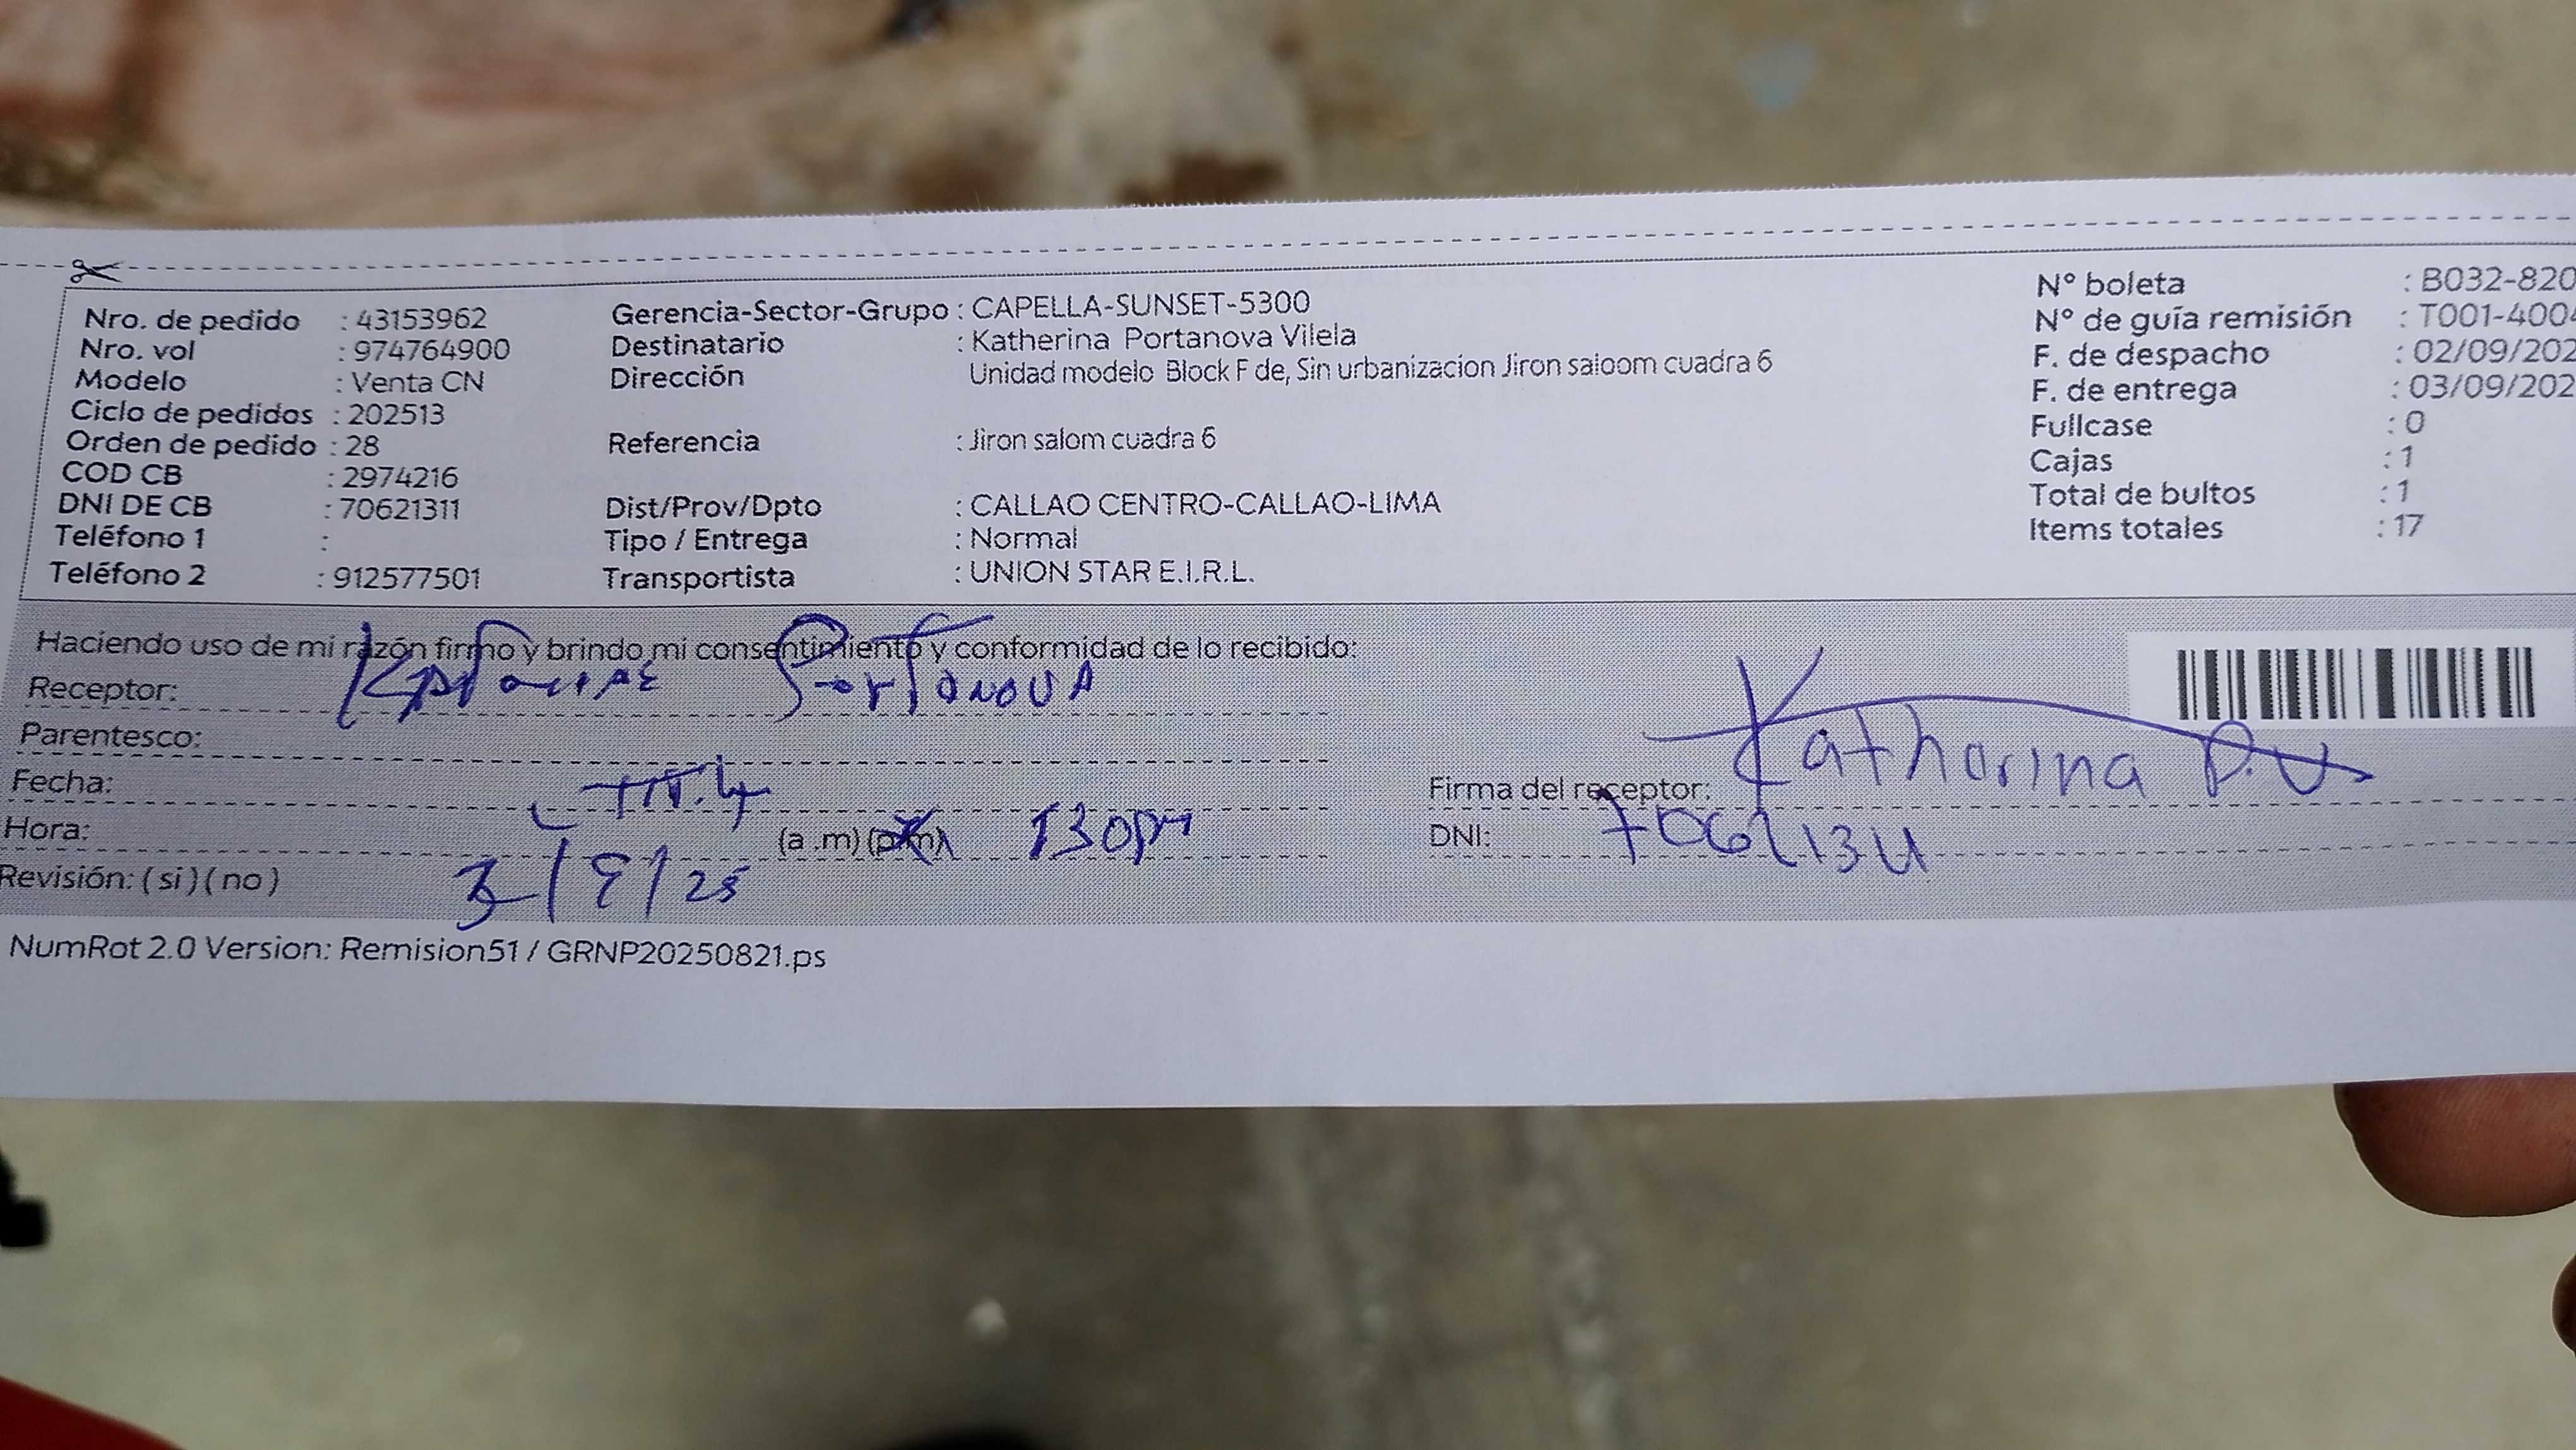 Nro. de pedido : 43153962
Nro. vol : 974764900
Modelo : Venta CN
Ciclo de pedidos : 202513
Orden de pedido : 28
COD CB : 2974216
DNI DE CB : 70621311
Teléfono 1 :
Teléfono 2 : 912577501
Gerencia-Sector-Grupo : CAPELLA-SUNSET-5300
Destinatario : Katherina Portanova Vilela
Dirección Unidad modelo Block F de, Sin urbanizacion Jiron saloom cuadra 6
Referencia : Jiron salom cuadra 6
Dist/Prov/Dpto : CALLAO CENTRO-CALLAO-LIMA
Tipo / Entrega : Normal
Transportista : UNION STAR E.I.R.L.
N° boleta : B032-820
N° de guía remisión : T001-4004
F. de despacho : 02/09/202
F. de entrega : 03/09/202
Fullcase : 0
Cajas : 1
Total de bultos : 1
Items totales : 17
Haciendo uso de mi razón firmo y brindo mi consentimiento y conformidad de lo recibido:
Receptor: Portanova
Parentesco:
Fecha: TIT.
Hora: (a .m) (p.m) 130PM
Revisión: ( si ) ( no ) 3/9/25
Firma del receptor: Katharina P.V
DNI:
NumRot 2.0 Version: Remision51 / GRNP20250821.ps